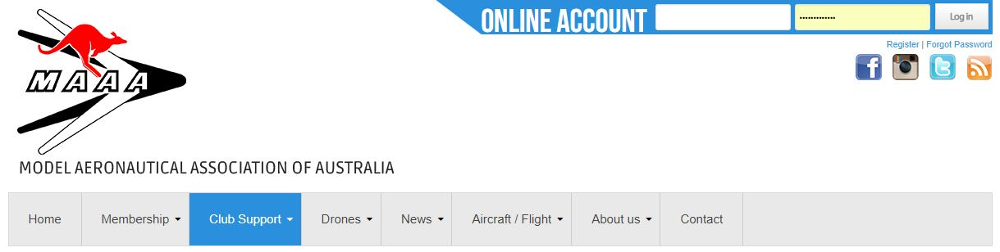 ONLINE ACCOUNT ............. Log in
Register | Forgot Password
MAAA
MODEL AERONAUTICAL ASSOCIATION OF AUSTRALIA
Home Membership Club Support Drones News Aircraft / Flight About us Contact